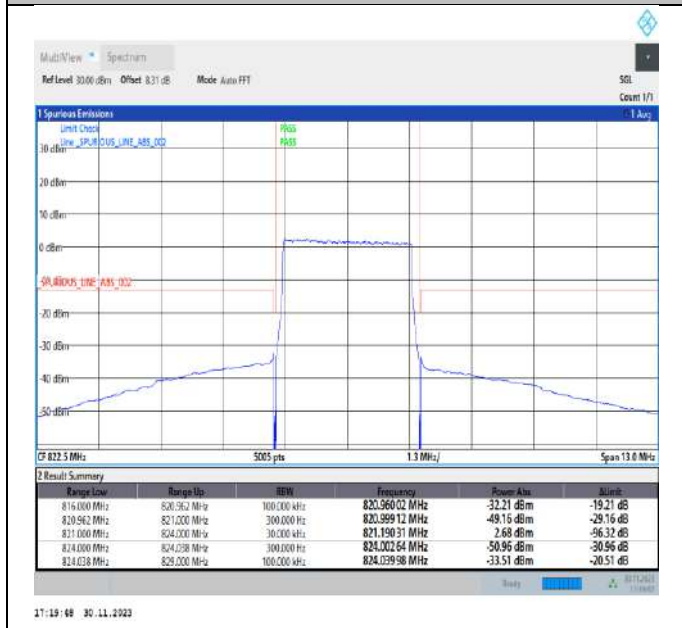 MultiView Spectrum
Ref Level 30.00 dBm Offset 8.31 dB Mode Auto FFT SGL
Count 1/1
1 Spurious Emissions 1 Avg
Limit Check PASS
Line _SPURIOUS_LINE_ABS_002 PASS
30 dBm
20 dBm
10 dBm
0 dBm
_SPURIOUS_LINE_ABS_002
-20 dBm
-30 dBm
-40 dBm
-50 dBm
CF 822.5 MHz 5005 pts 1.3 MHz/ Span 13.0 MHz
2 Result Summary
Range Low Range Up RBW Frequency Power Abs ΔLimit
816.000 MHz 820.962 MHz 100.000 kHz 820.96002 MHz -32.21 dBm -19.21 dB
820.962 MHz 821.000 MHz 300.000 Hz 820.99912 MHz -49.16 dBm -29.16 dB
821.000 MHz 824.000 MHz 30.000 kHz 821.19031 MHz 2.68 dBm -96.32 dB
824.000 MHz 824.038 MHz 300.000 Hz 824.00264 MHz -50.96 dBm -30.96 dB
824.038 MHz 829.000 MHz 100.000 kHz 824.03998 MHz -33.51 dBm -20.51 dB
Ready
17:19:48 30.11.2023